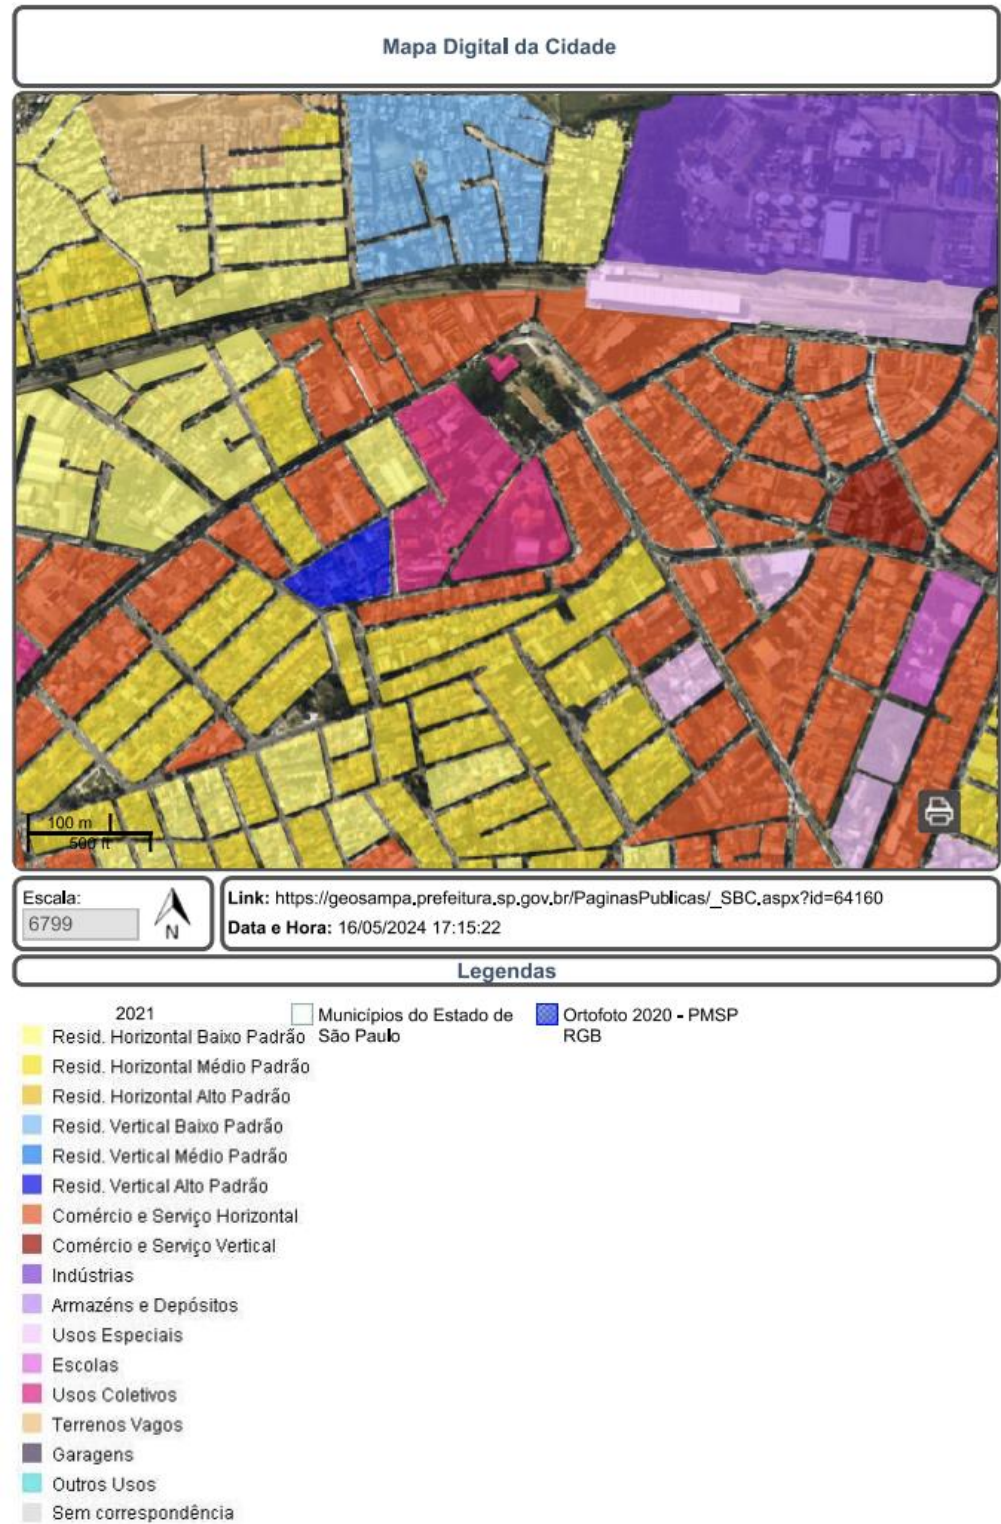 Mapa Digital da Cidade
100 m
500 ft
Escala:
6799
N
Link: https://geosampa.prefeitura.sp.gov.br/PaginasPublicas/_SBC.aspx?id=64160
Data e Hora: 16/05/2024 17:15:22
Legendas
2021
Resid. Horizontal Baixo Padrão
Resid. Horizontal Médio Padrão
Resid. Horizontal Alto Padrão
Resid. Vertical Baixo Padrão
Resid. Vertical Médio Padrão
Resid. Vertical Alto Padrão
Comércio e Serviço Horizontal
Comércio e Serviço Vertical
Indústrias
Armazéns e Depósitos
Usos Especiais
Escolas
Usos Coletivos
Terrenos Vagos
Garagens
Outros Usos
Sem correspondência
Municípios do Estado de
São Paulo
Ortofoto 2020 - PMSP
RGB